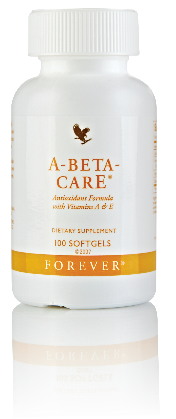 A-BETA-
CARE®
Antioxidant Formula
with Vitamins A & E
DIETARY SUPPLEMENT
100 SOFTGELS
FOREVER®